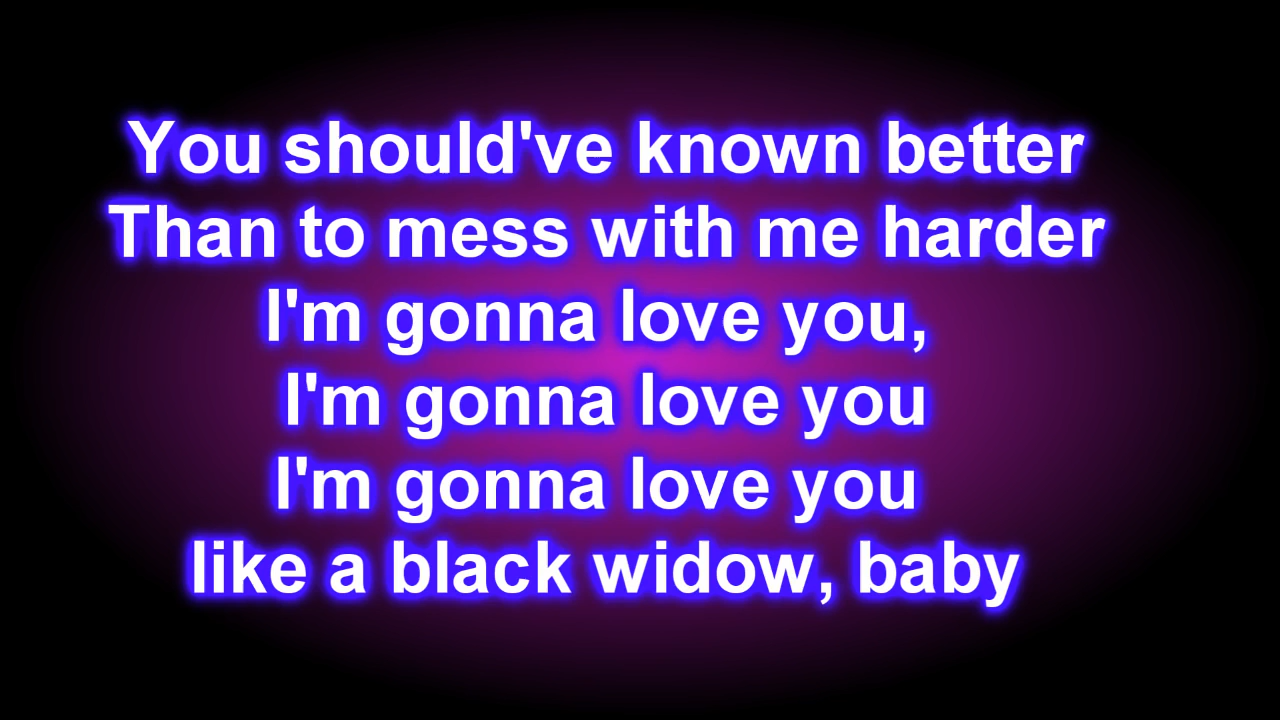 You should've known better
Than to mess with me harder
I'm gonna love you,
I'm gonna love you
I'm gonna love you
like a black widow, baby